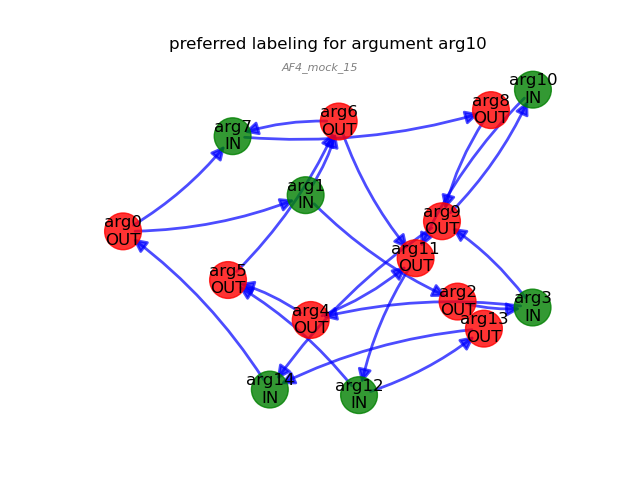 preferred labeling for argument arg10
AF4_mock_15
arg10
IN
arg8
OUT
arg6
OUT
arg7
IN
arg1
IN
arg9
OUT
arg0
OUT
arg11
OUT
arg5
OUT
arg2
OUT
arg3
IN
arg4
OUT
arg13
OUT
arg14
IN
arg12
IN